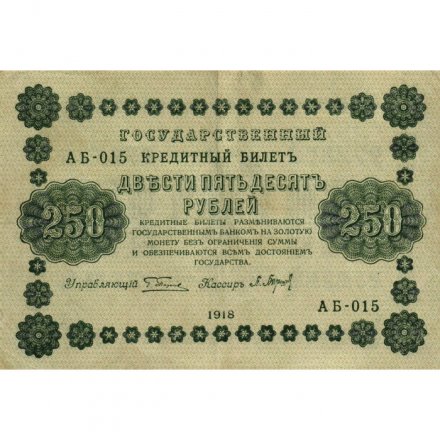 ГОСУДАРСТВЕННЫЙ
АБ-015 КРЕДИТНЫЙ БИЛЕТЪ
ДВѢСТИ ПЯТЬДЕСЯТЪ
РУБЛЕЙ
250 250
КРЕДИТНЫЕ БИЛЕТЫ РАЗМѢНИВАЮТСЯ
ГОСУДАРСТВЕННЫМЪ БАНКОМЪ НА ЗОЛОТУЮ
МОНЕТУ БЕЗЪ ОГРАНИЧЕНІЯ СУММЫ
И ОБЕЗПЕЧИВАЮТСЯ ВСѢМЪ ДОСТОЯНІЕМЪ
ГОСУДАРСТВА.
Управляющій Кассиръ
АБ-015
1918